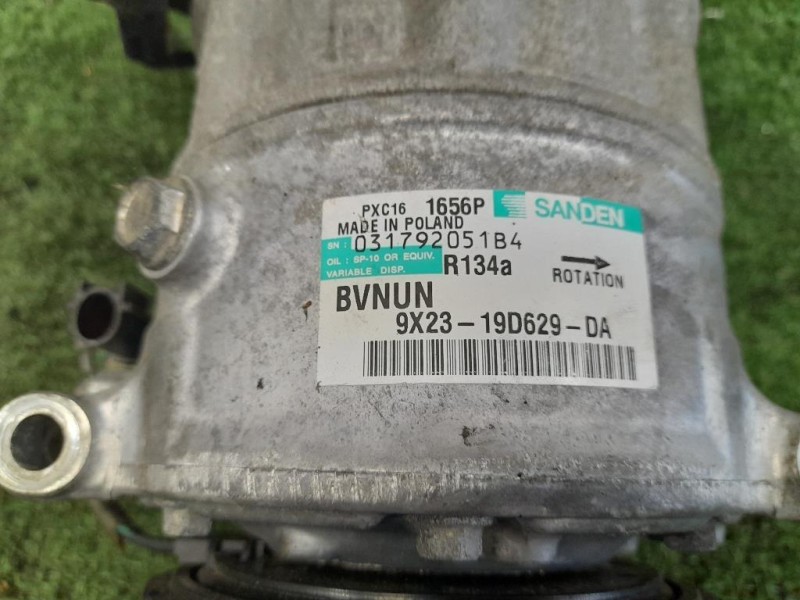 PXC16 1656P SANDEN
MADE IN POLAND
SN : 031792051B4
OIL : SP-10 OR EQUIV.
VARIABLE DISP. R134a
ROTATION
BVNUN
9X23-19D629-DA